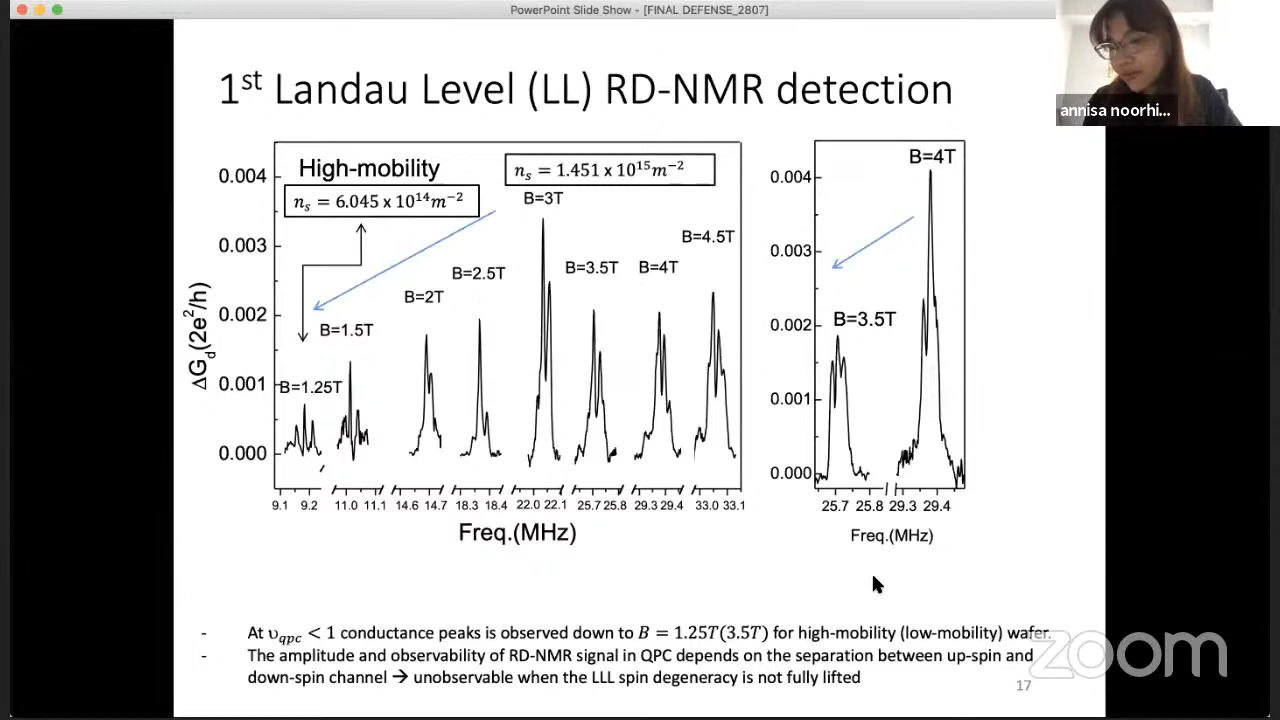 PowerPoint Slide Show - [FINAL DEFENSE_2807]
annisa noorhi...
1st Landau Level (LL) RD-NMR detection
High-mobility
nₛ = 6.045 x 10¹⁴m⁻²
nₛ = 1.451 x 10¹⁵m⁻²
B=1.25T
B=1.5T
B=2T
B=2.5T
B=3T
B=3.5T
B=4T
B=4.5T
0.004
0.003
0.002
0.001
0.000
ΔG_d(2e²/h)
9.1 9.2 11.0 11.1 14.6 14.7 18.3 18.4 22.0 22.1 25.7 25.8 29.3 29.4 33.0 33.1
Freq.(MHz)
B=4T
B=3.5T
0.004
0.003
0.002
0.001
0.000
25.7 25.8 29.3 29.4
Freq.(MHz)
- At υ_qpc < 1 conductance peaks is observed down to B = 1.25T(3.5T) for high-mobility (low-mobility) wafer.
- The amplitude and observability of RD-NMR signal in QPC depends on the separation between up-spin and
down-spin channel → unobservable when the LLL spin degeneracy is not fully lifted
17
zoom